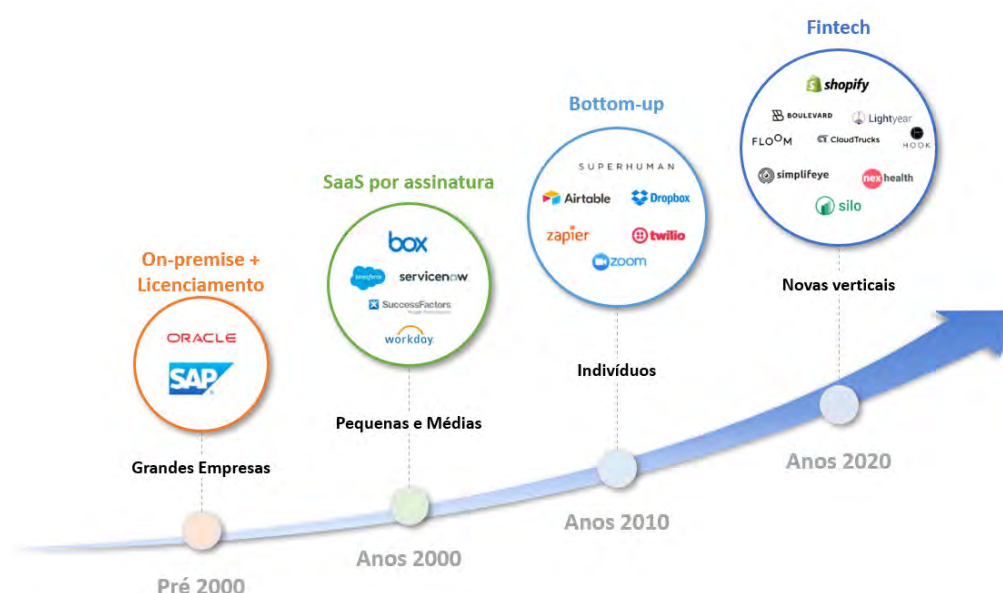 Fintech
shopify
BOULEVARD
Lightyear
FLOOM
CloudTrucks
HOOK
simplifeye
nexhealth
silo
Novas verticais
Bottom-up
SUPERHUMAN
Airtable
Dropbox
zapier
twilio
zoom
Indivíduos
SaaS por assinatura
box
salesforce
servicenow
SuccessFactors
workday
Pequenas e Médias
On-premise +
Licenciamento
ORACLE
SAP
Grandes Empresas
Pré 2000
Anos 2000
Anos 2010
Anos 2020